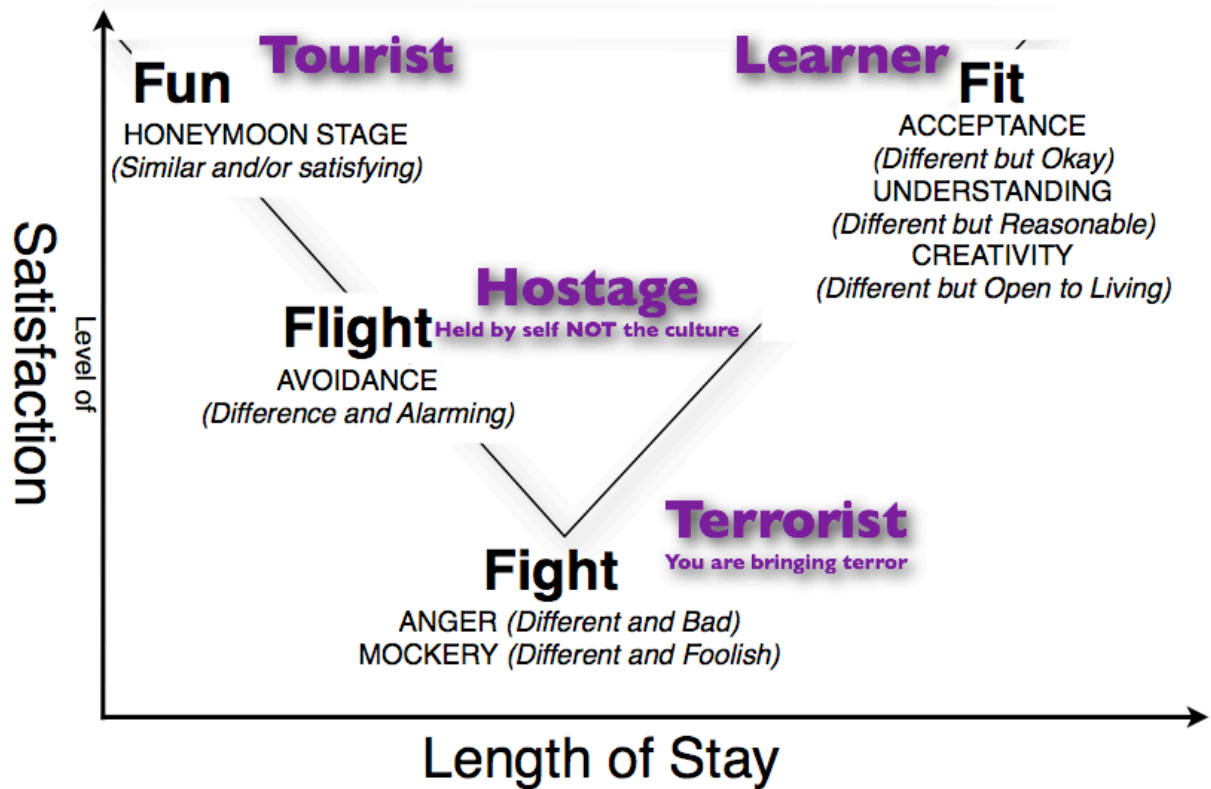 Tourist
Learner
Fun
Fit
HONEYMOON STAGE
(Similar and/or satisfying)
ACCEPTANCE
(Different but Okay)
UNDERSTANDING
(Different but Reasonable)
CREATIVITY
(Different but Open to Living)
Satisfaction
Level of
Hostage
Flight
Held by self NOT the culture
AVOIDANCE
(Difference and Alarming)
Terrorist
You are bringing terror
Fight
ANGER (Different and Bad)
MOCKERY (Different and Foolish)
Length of Stay